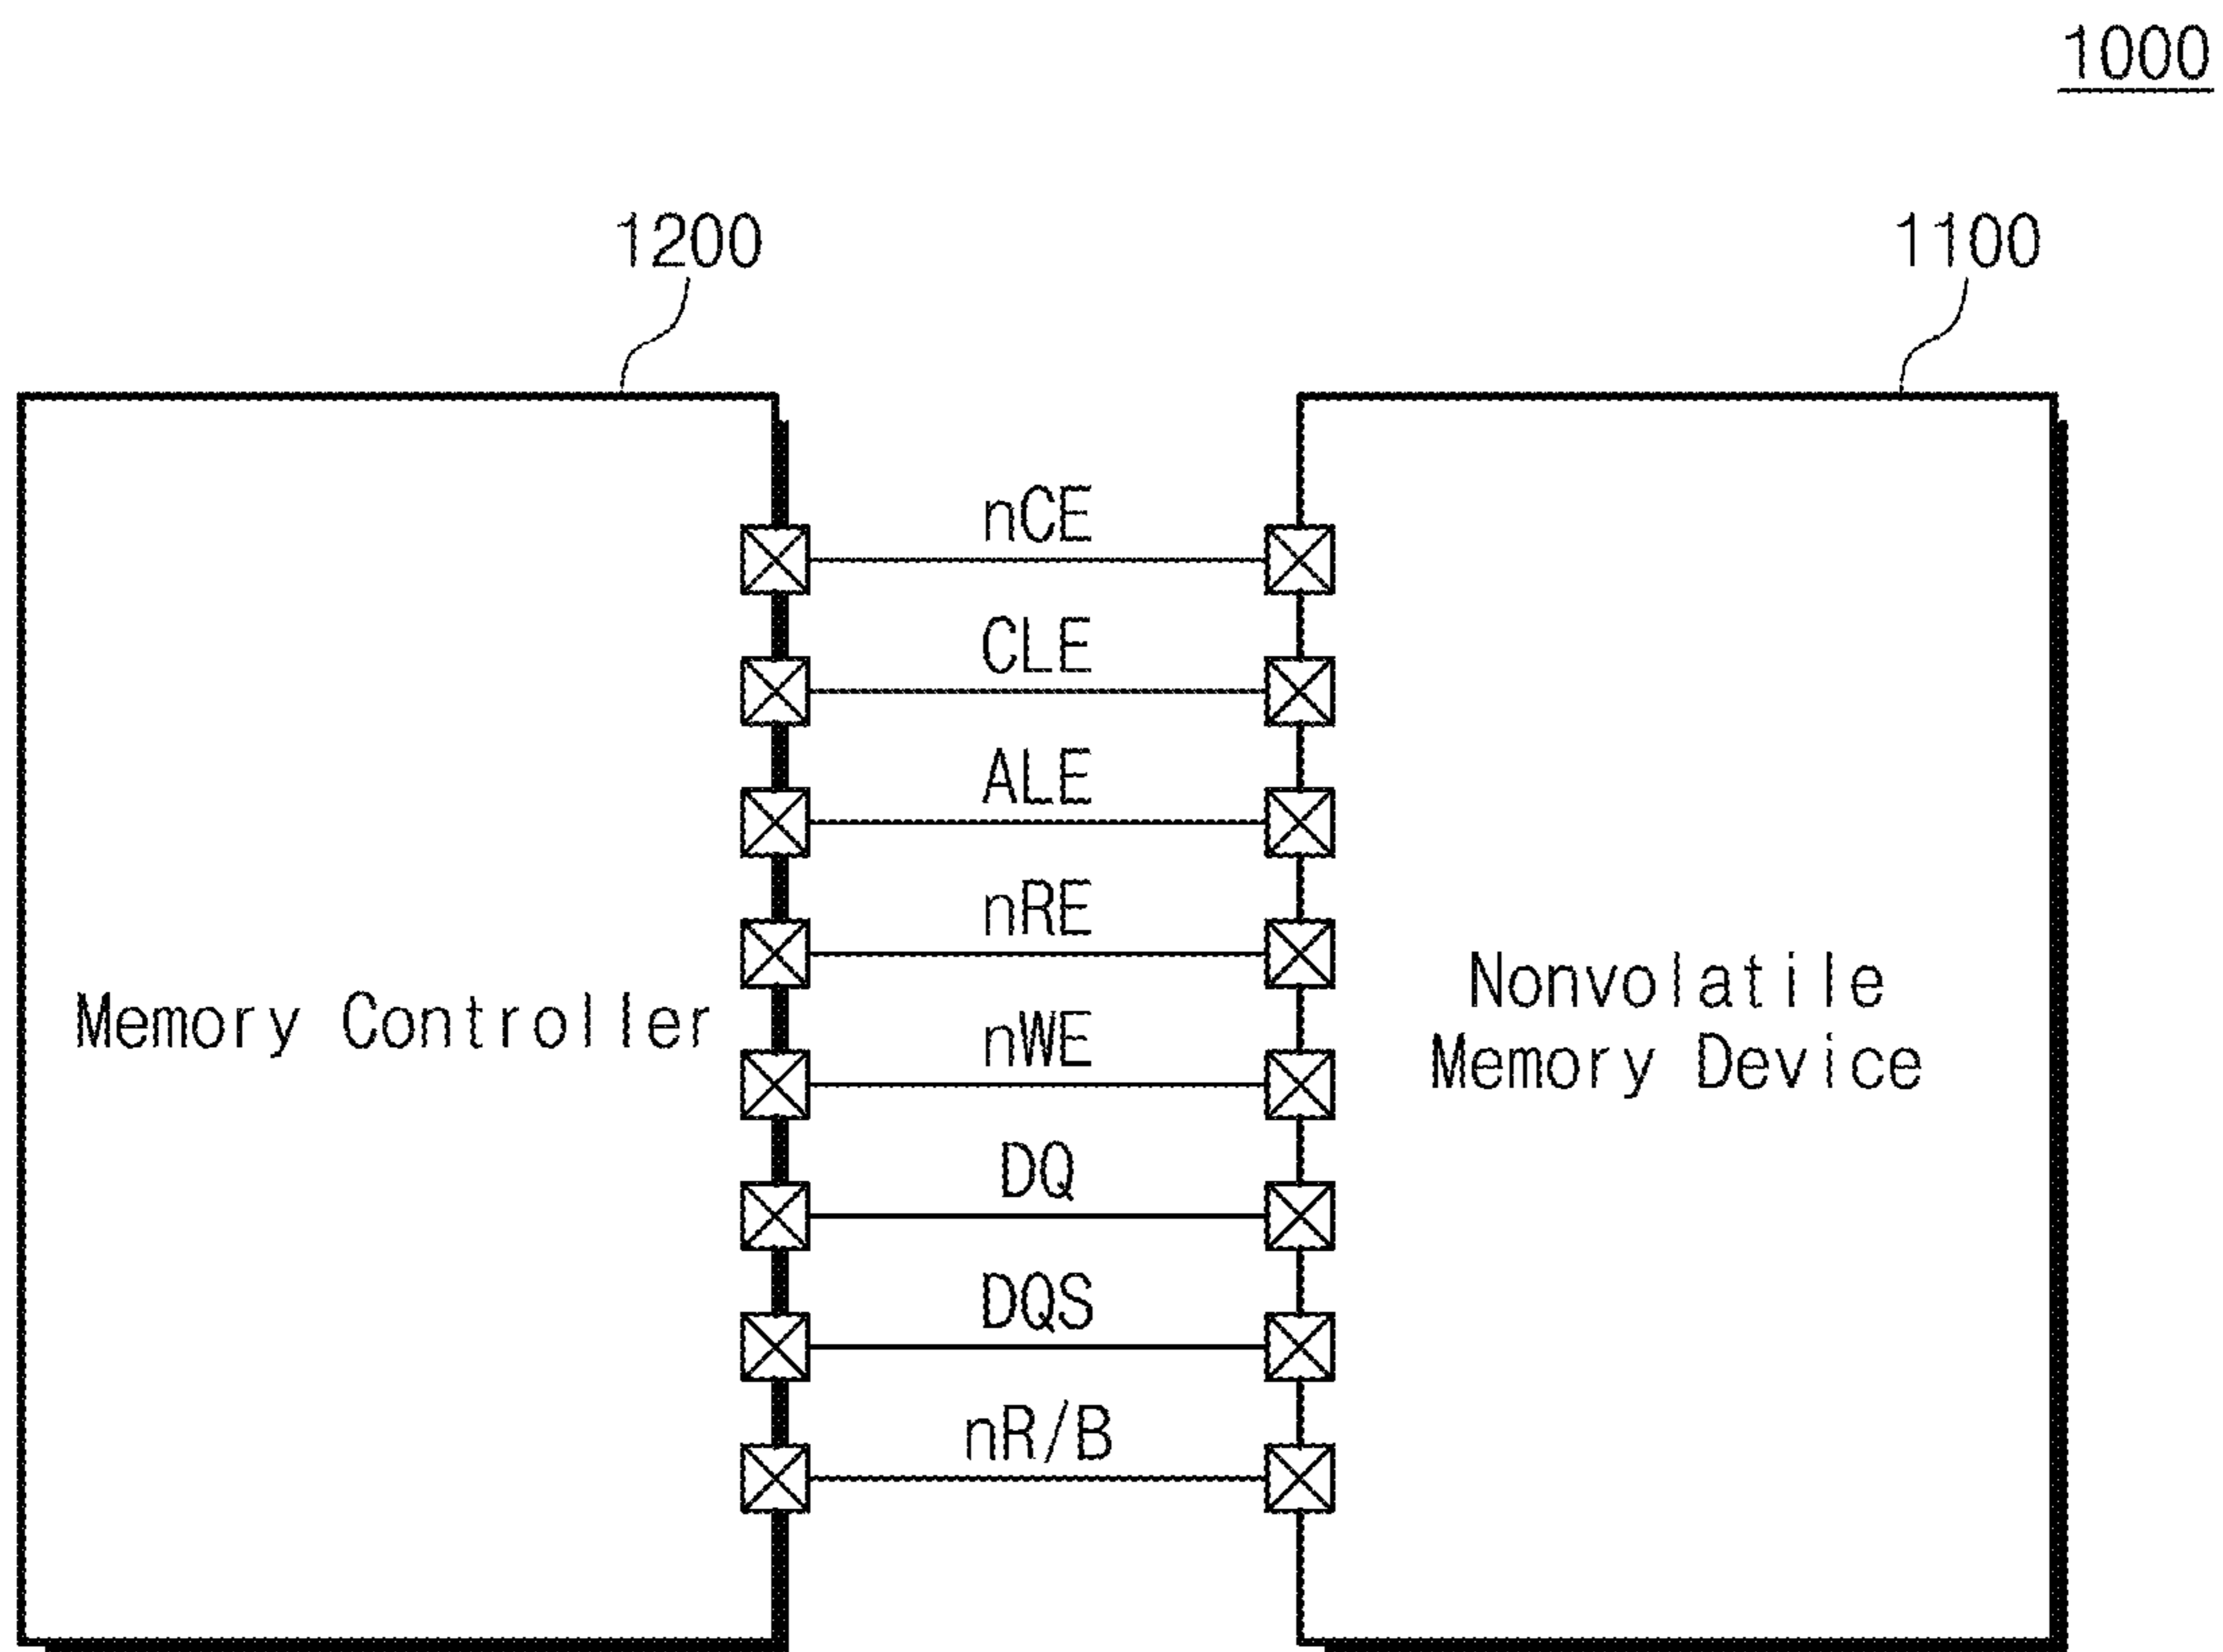 1000
1200
1100
nCE
CLE
ALE
nRE
nWE
DQ
DQS
nR/B
Memory Controller
Nonvolatile
Memory Device